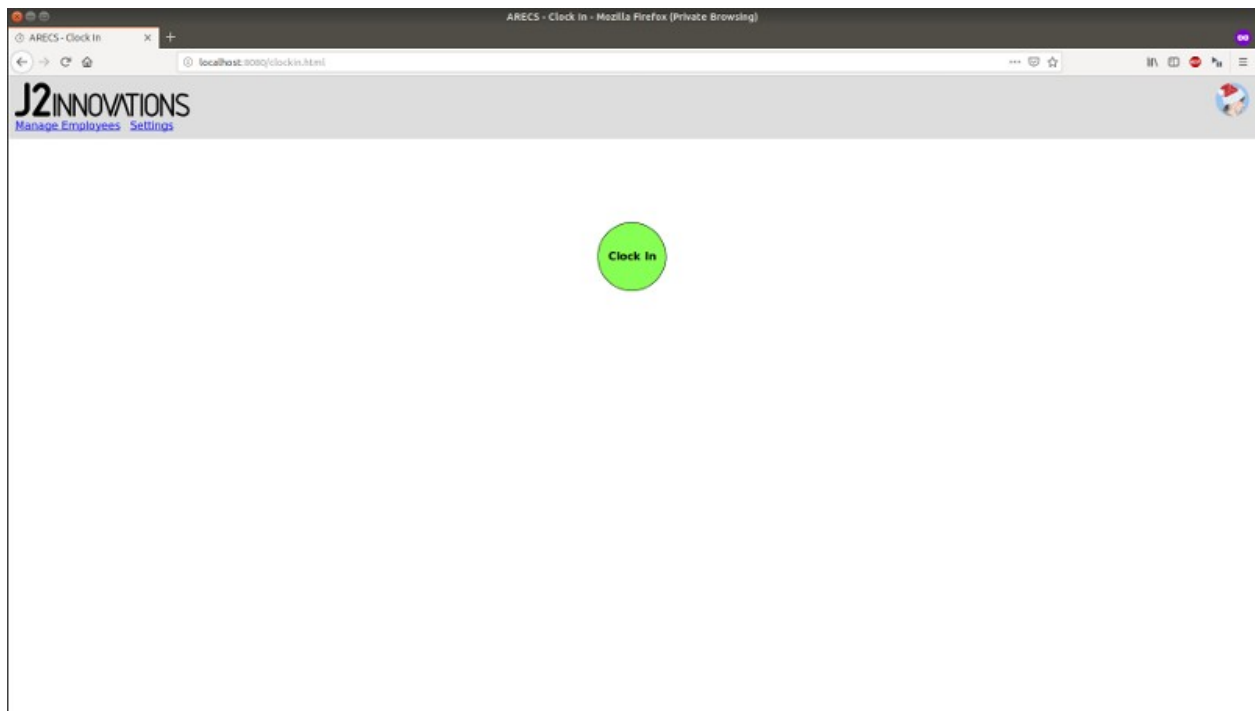 ARECS - Clock In - Mozilla Firefox (Private Browsing)
ARECS - Clock In
localhost:8080/clockin.html
J2INNOVATIONS
Manage Employees Settings
Clock In